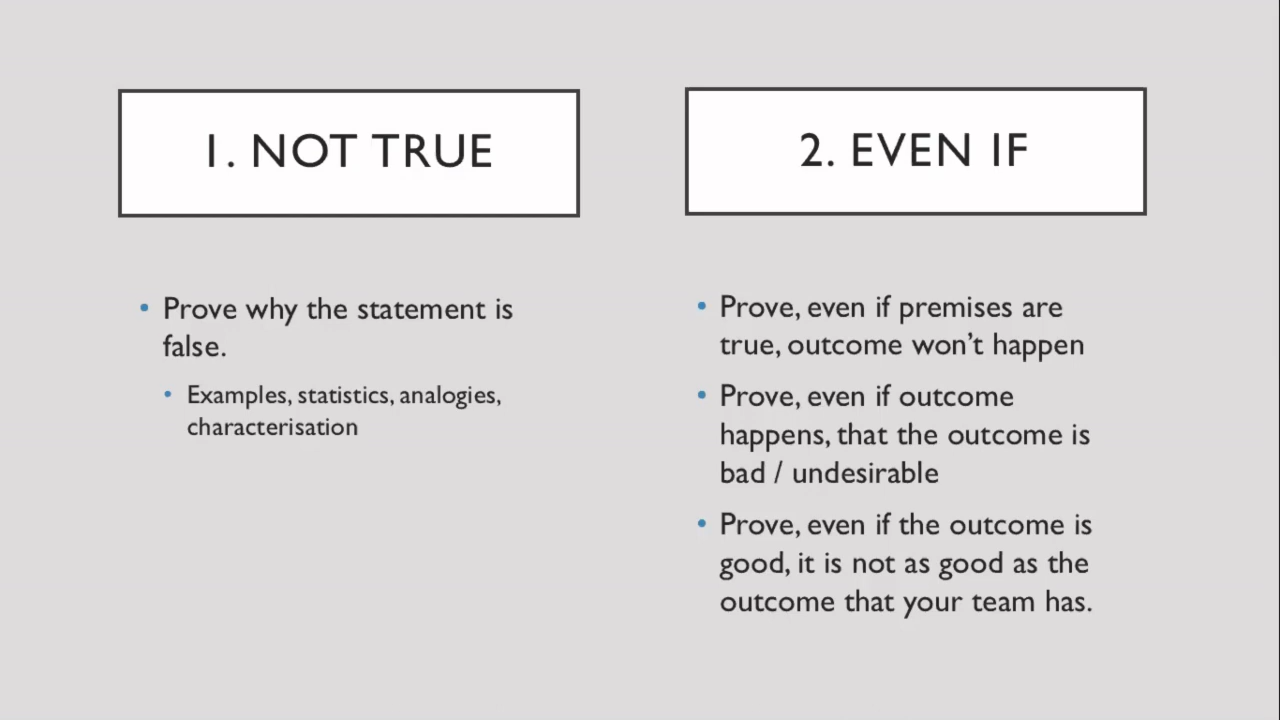 1. NOT TRUE
• Prove why the statement is
false.
• Examples, statistics, analogies,
characterisation
2. EVEN IF
• Prove, even if premises are
true, outcome won't happen
• Prove, even if outcome
happens, that the outcome is
bad / undesirable
• Prove, even if the outcome is
good, it is not as good as the
outcome that your team has.